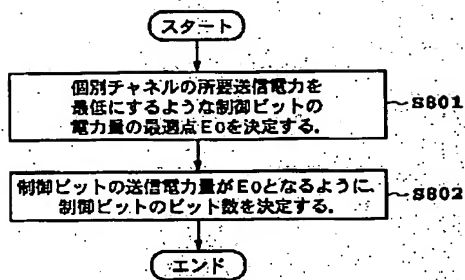 スタート
個別チャネルの所要送信電力を
最低にするような制御ビットの
電力量の最適点E0を決定する.
S801
制御ビットの送信電力量がE0となるように、
制御ビットのビット数を決定する.
S802
エンド